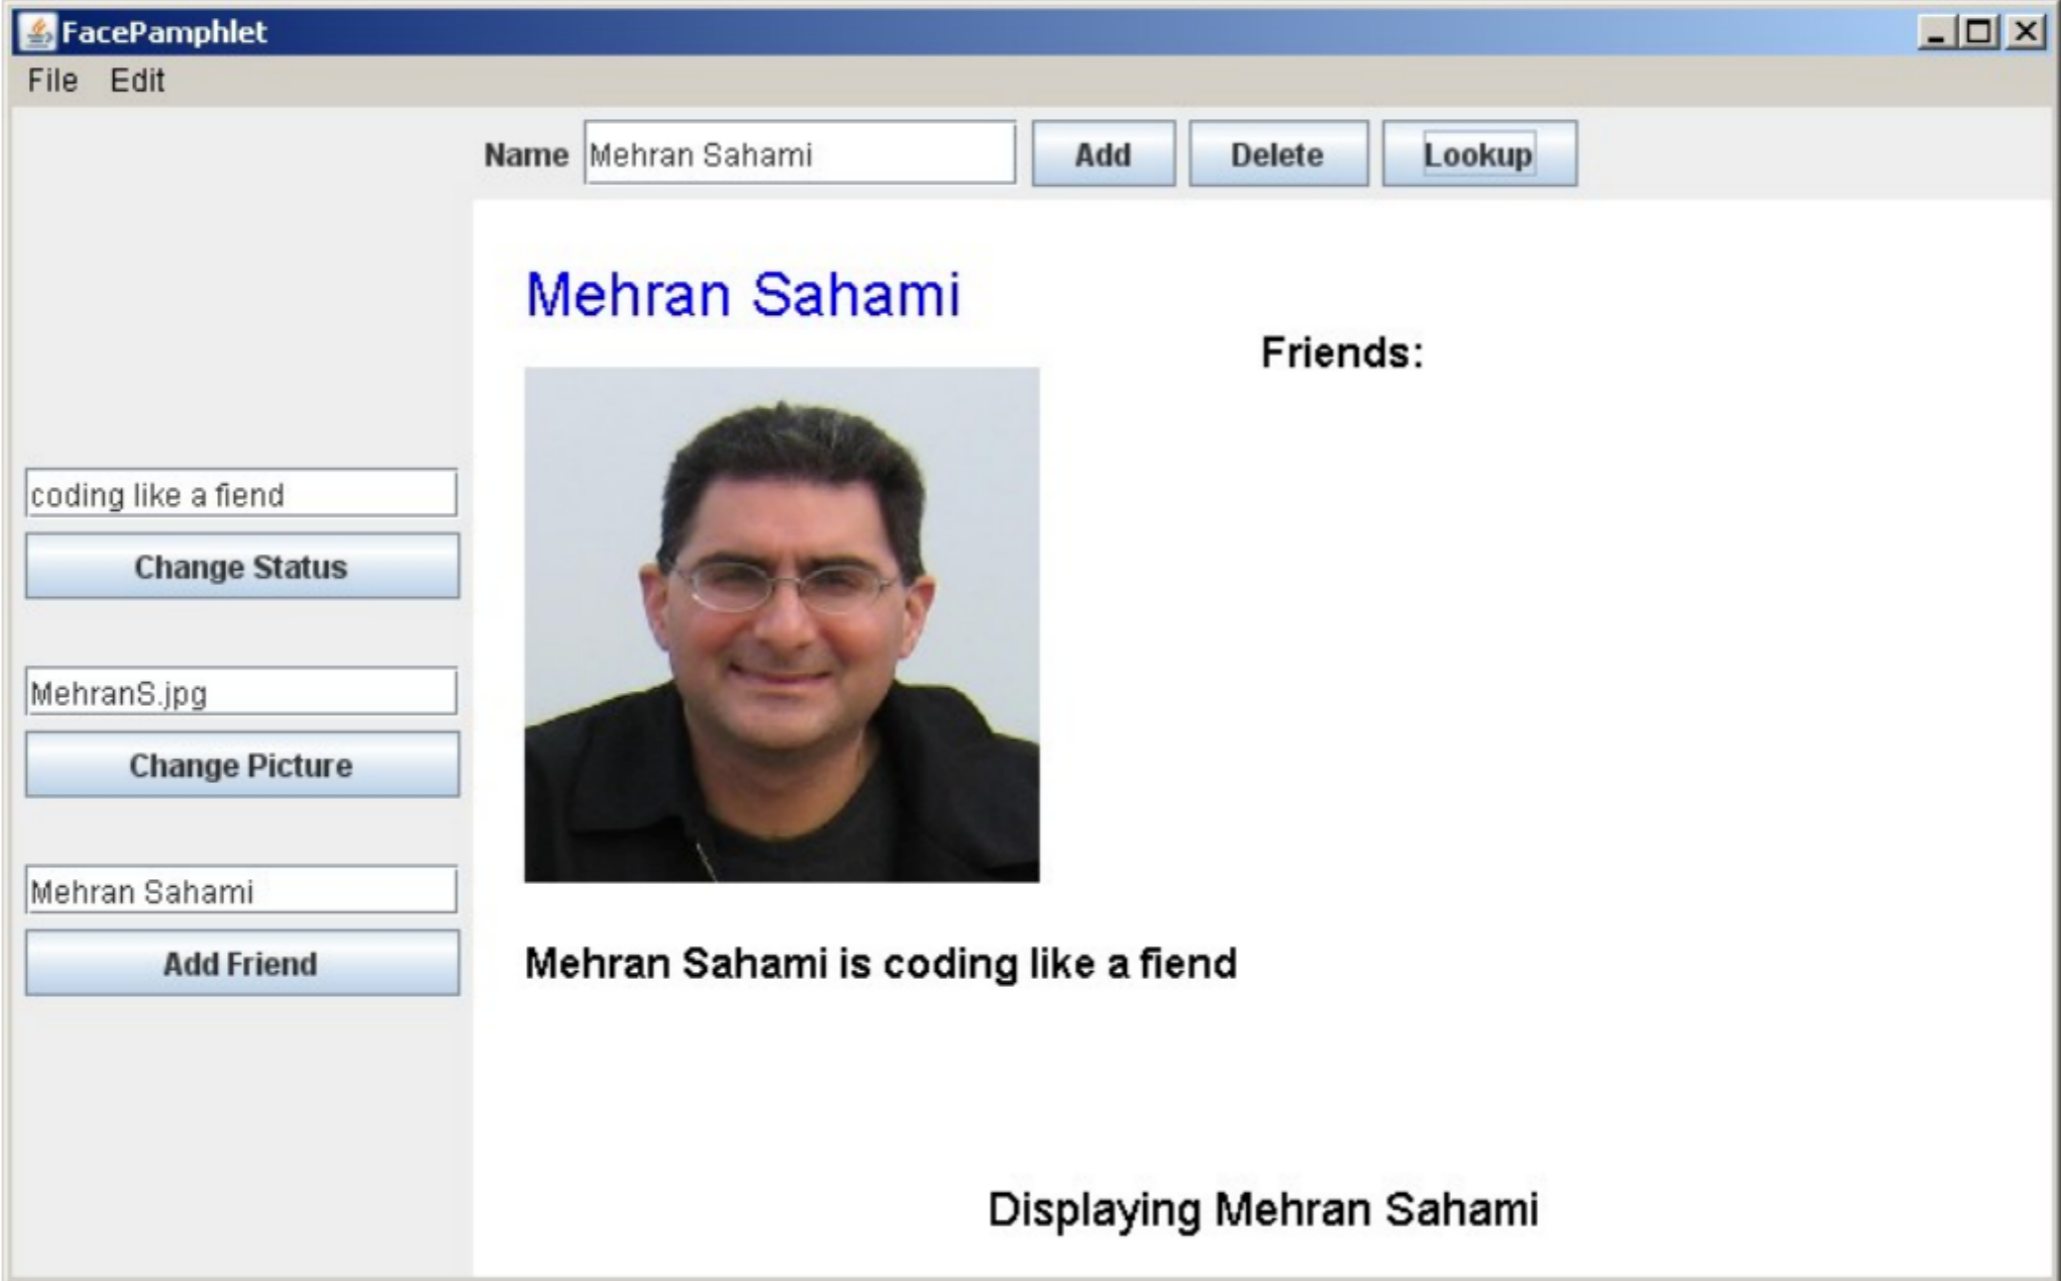 FacePamphlet
File Edit
Name Mehran Sahami Add Delete Lookup
Mehran Sahami
Friends:
coding like a fiend
Change Status
MehranS.jpg
Change Picture
Mehran Sahami
Add Friend
Mehran Sahami is coding like a fiend
Displaying Mehran Sahami